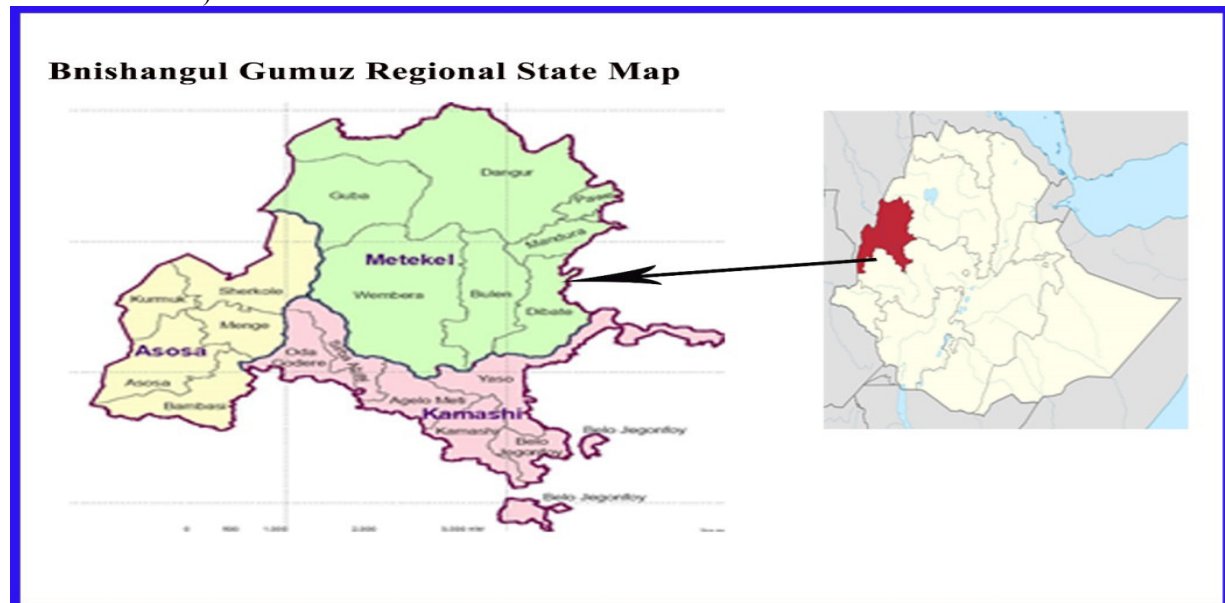 Bnishangul Gumuz Regional State Map
Dangur
Guba
Pawe
Mandura
Metekel
Wembera
Bulen
Dibate
Sherkole
Kurmuk
Menge
Asosa
Asosa
Bambasi
Oda
Godere
Yaso
Agelo Meti
Kamashi
Kamashi
Belo
Jegonfoy
Belo Jegonfoy
Belo Jegonfoy
0